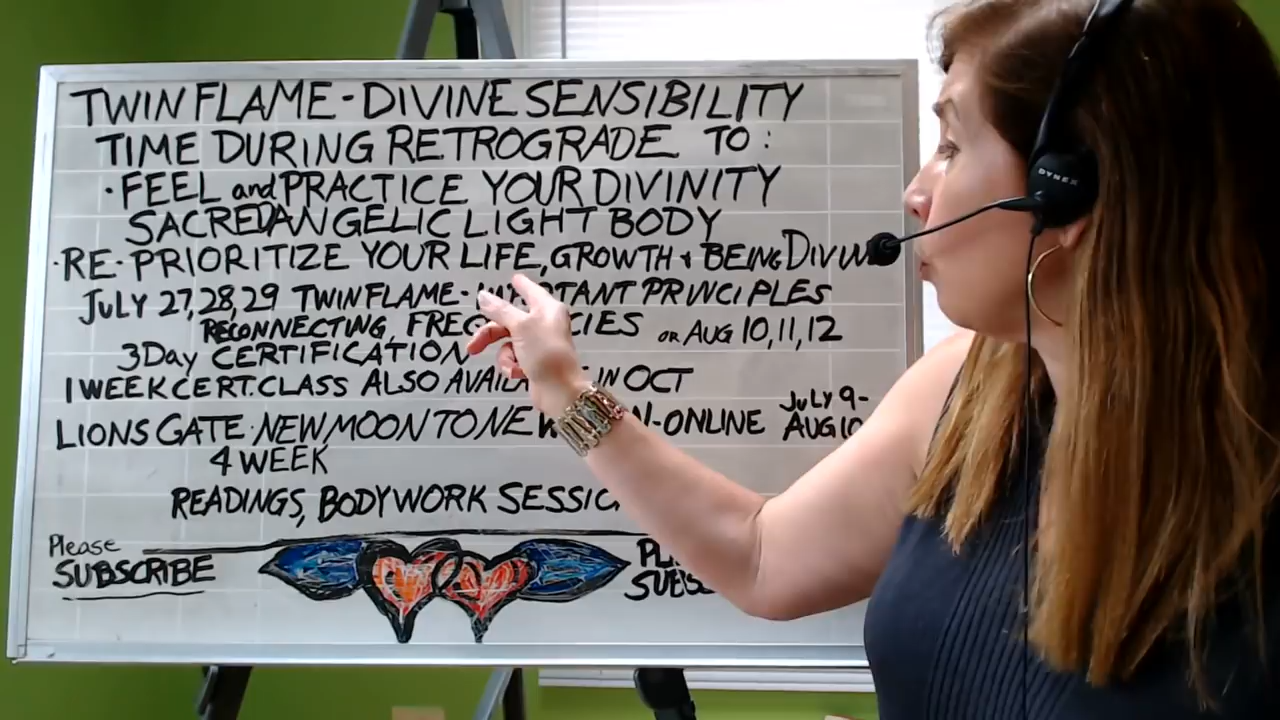 TWIN FLAME - DIVINE SENSIBILITY
TIME DURING RETROGRADE TO:
• FEEL and PRACTICE YOUR DIVINITY
SACRED ANGELIC LIGHT BODY
• RE-PRIORITIZE YOUR LIFE, GROWTH + BEING
JULY 27, 28, 29 TWIN FLAME - PRINCIPLES
RECONNECTING, OR AUG 10, 11, 12
3 Day CERTIFICATION
1 WEEK CERT. CLASS ALSO IN OCT
LIONS GATE • NEW MOON TO - ONLINE JULY 9 -
AUG 10
4 WEEK
READINGS, BODYWORK
Please
SUBSCRIBE
DYNEX